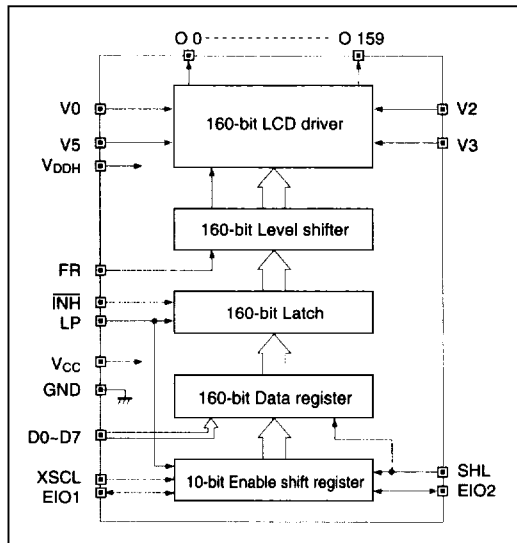 O 0 O 159
V0
V2
160-bit LCD driver
V5
V3
VDDH
160-bit Level shifter
FR
INH
160-bit Latch
LP
VCC
GND
160-bit Data register
D0~D7
XSCL
SHL
10-bit Enable shift register
EIO1
EIO2